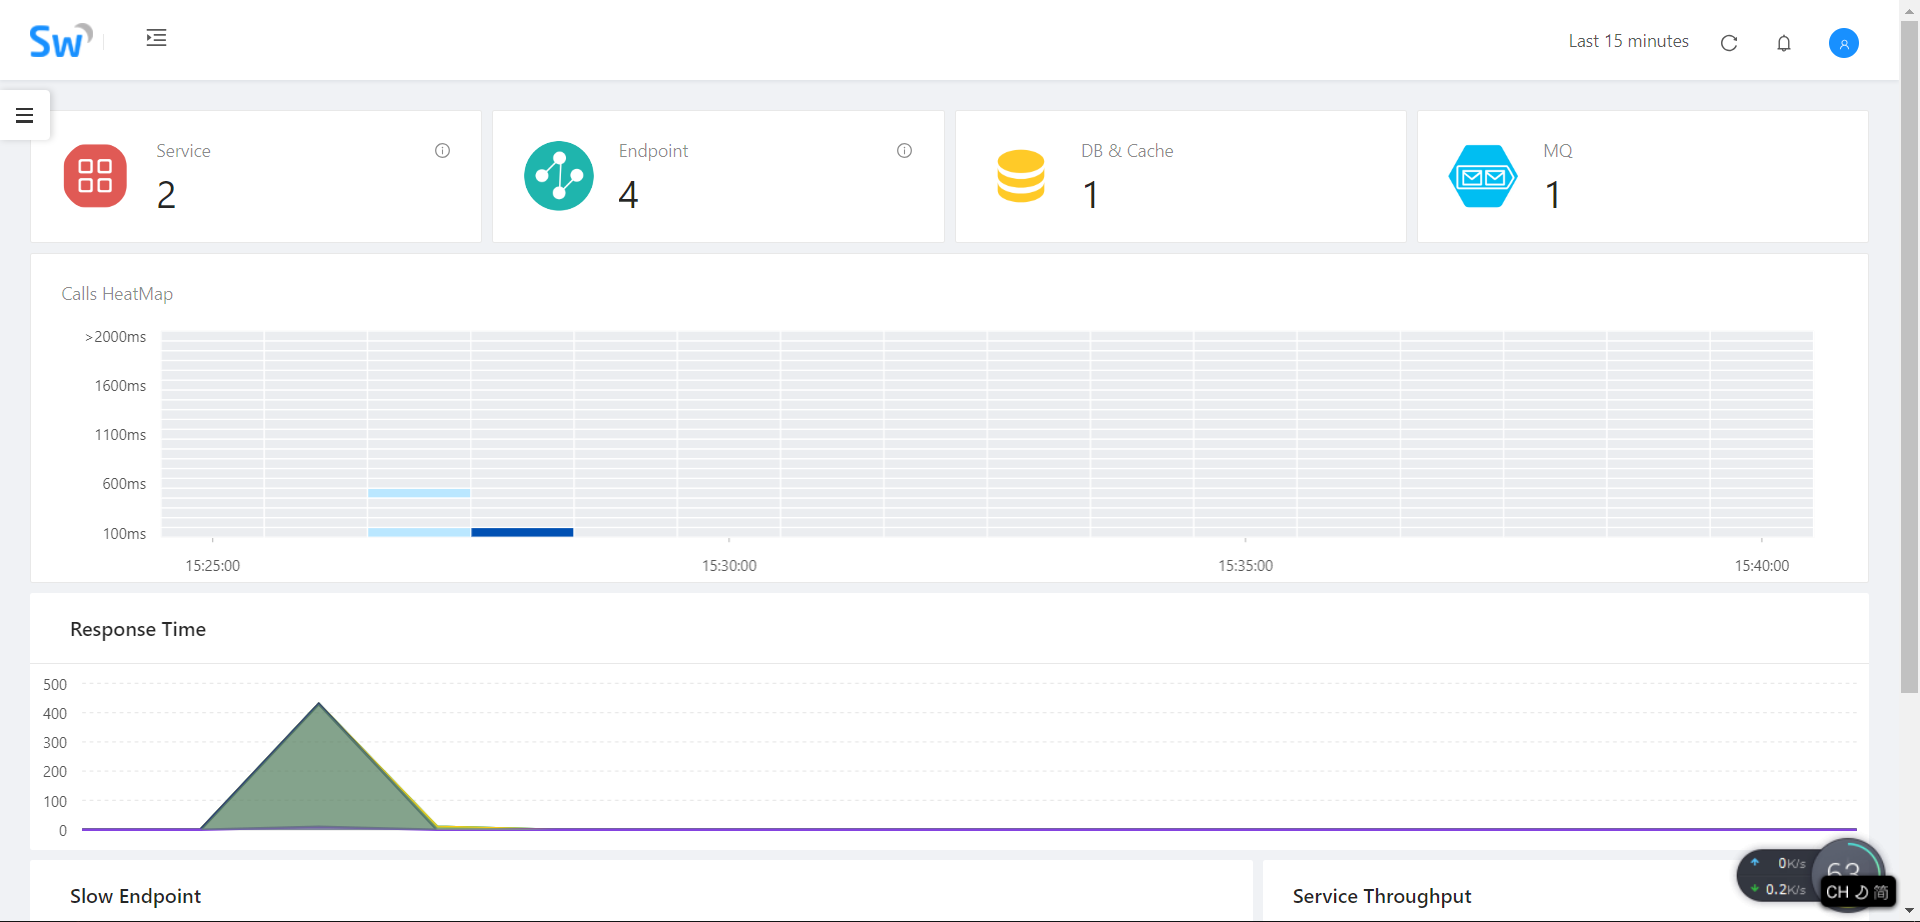 Sw
Last 15 minutes
Service
2
Endpoint
4
DB & Cache
1
MQ
1
Calls HeatMap
>2000ms
1600ms
1100ms
600ms
100ms
15:25:00
15:30:00
15:35:00
15:40:00
Response Time
500
400
300
200
100
0
Slow Endpoint
Service Throughput
0K/s
0.2K/s
63
CH 简